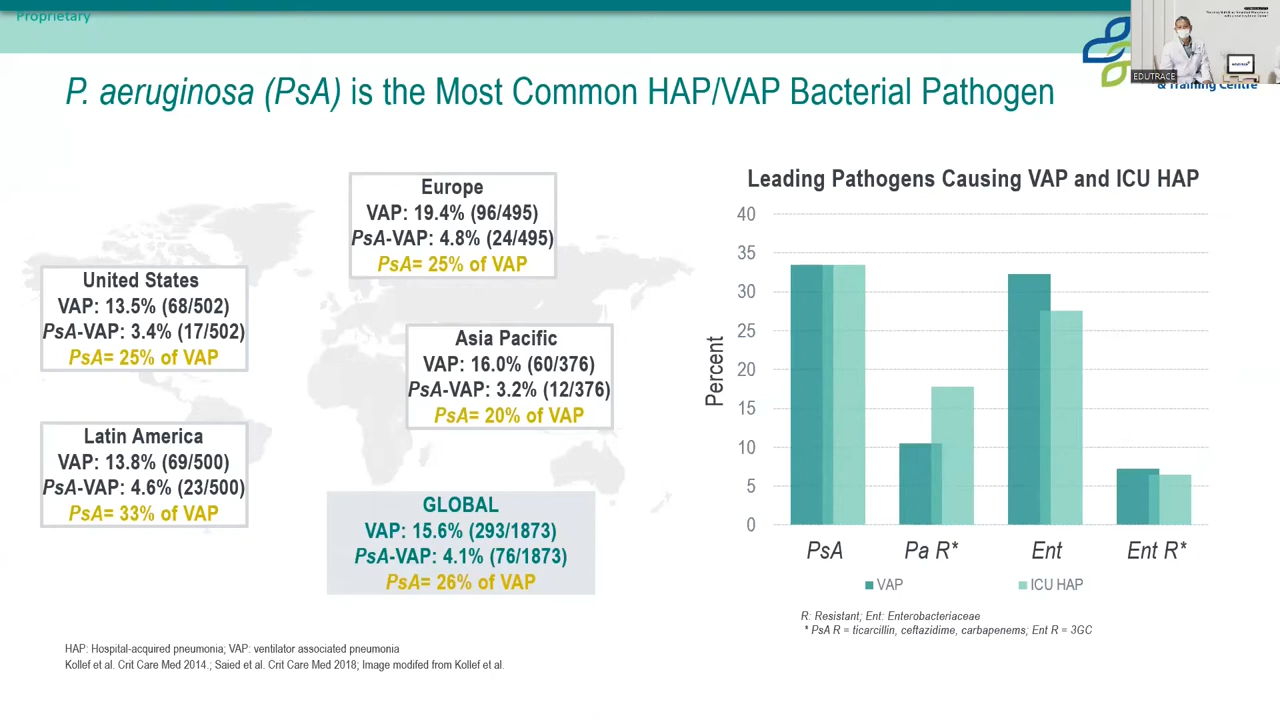 Proprietary
EDUTRACE
& Training Centre
P. aeruginosa (PsA) is the Most Common HAP/VAP Bacterial Pathogen
Europe
VAP: 19.4% (96/495)
PsA-VAP: 4.8% (24/495)
PsA= 25% of VAP
United States
VAP: 13.5% (68/502)
PsA-VAP: 3.4% (17/502)
PsA= 25% of VAP
Asia Pacific
VAP: 16.0% (60/376)
PsA-VAP: 3.2% (12/376)
PsA= 20% of VAP
Latin America
VAP: 13.8% (69/500)
PsA-VAP: 4.6% (23/500)
PsA= 33% of VAP
GLOBAL
VAP: 15.6% (293/1873)
PsA-VAP: 4.1% (76/1873)
PsA= 26% of VAP
Leading Pathogens Causing VAP and ICU HAP
Percent
40
35
30
25
20
15
10
5
0
PsA Pa R* Ent Ent R*
VAP ICU HAP
R: Resistant; Ent: Enterobacteriaceae
* PsA R = ticarcillin, ceftazidime, carbapenems; Ent R = 3GC
HAP: Hospital-acquired pneumonia; VAP: ventilator associated pneumonia
Kollef et al. Crit Care Med 2014.; Saied et al. Crit Care Med 2018; Image modifed from Kollef et al.